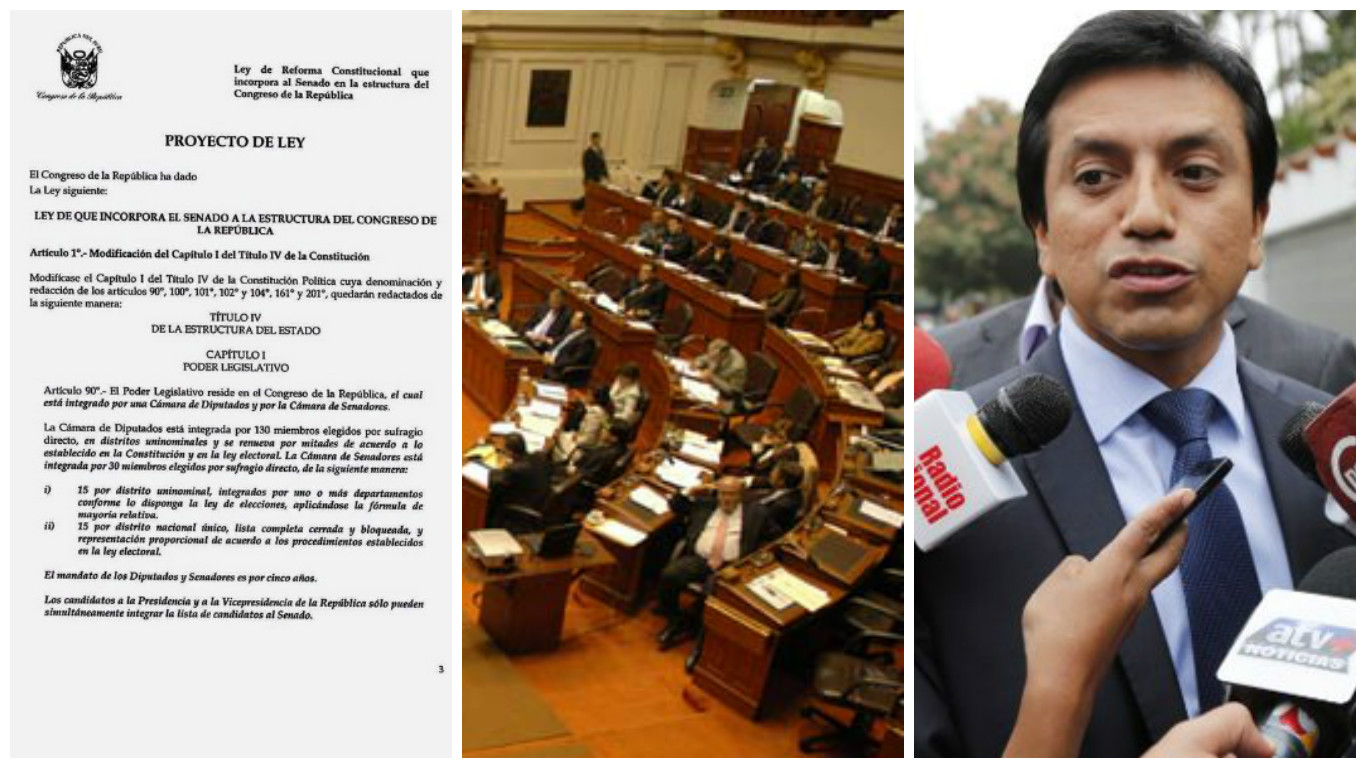 REPÚBLICA DEL PERÚ
Congreso de la República
Ley de Reforma Constitucional que
incorpora al Senado en la estructura del
Congreso de la República
PROYECTO DE LEY
El Congreso de la República ha dado
La Ley siguiente:
LEY DE QUE INCORPORA EL SENADO A LA ESTRUCTURA DEL CONGRESO DE
LA REPÚBLICA
Artículo 1º.- Modificación del Capítulo I del Título IV de la Constitución
Modifícase el Capítulo I del Título IV de la Constitución Política cuya denominación y
redacción de los artículos 90º, 100º, 101º, 102º y 104º, 161º y 201º, quedarán redactados de
la siguiente manera:
TÍTULO IV
DE LA ESTRUCTURA DEL ESTADO
CAPÍTULO I
PODER LEGISLATIVO
Artículo 90º.- El Poder Legislativo reside en el Congreso de la República, el cual
está integrado por una Cámara de Diputados y por la Cámara de Senadores.
La Cámara de Diputados está integrada por 130 miembros elegidos por sufragio
directo, en distritos uninominales y se renueva por mitades de acuerdo a lo
establecido en la Constitución y en la ley electoral. La Cámara de Senadores está
integrada por 30 miembros elegidos por sufragio directo, de la siguiente manera:
i) 15 por distrito uninominal, integrados por uno o más departamentos
conforme lo disponga la ley de elecciones, aplicándose la fórmula de
mayoría relativa.
ii) 15 por distrito nacional único, lista completa cerrada y bloqueada, y
representación proporcional de acuerdo a los procedimientos establecidos
en la ley electoral.
El mandato de los Diputados y Senadores es por cinco años.
Los candidatos a la Presidencia y a la Vicepresidencia de la República sólo pueden
simultáneamente integrar la lista de candidatos al Senado.
3
Radio
ional
atv+
NOTICIAS